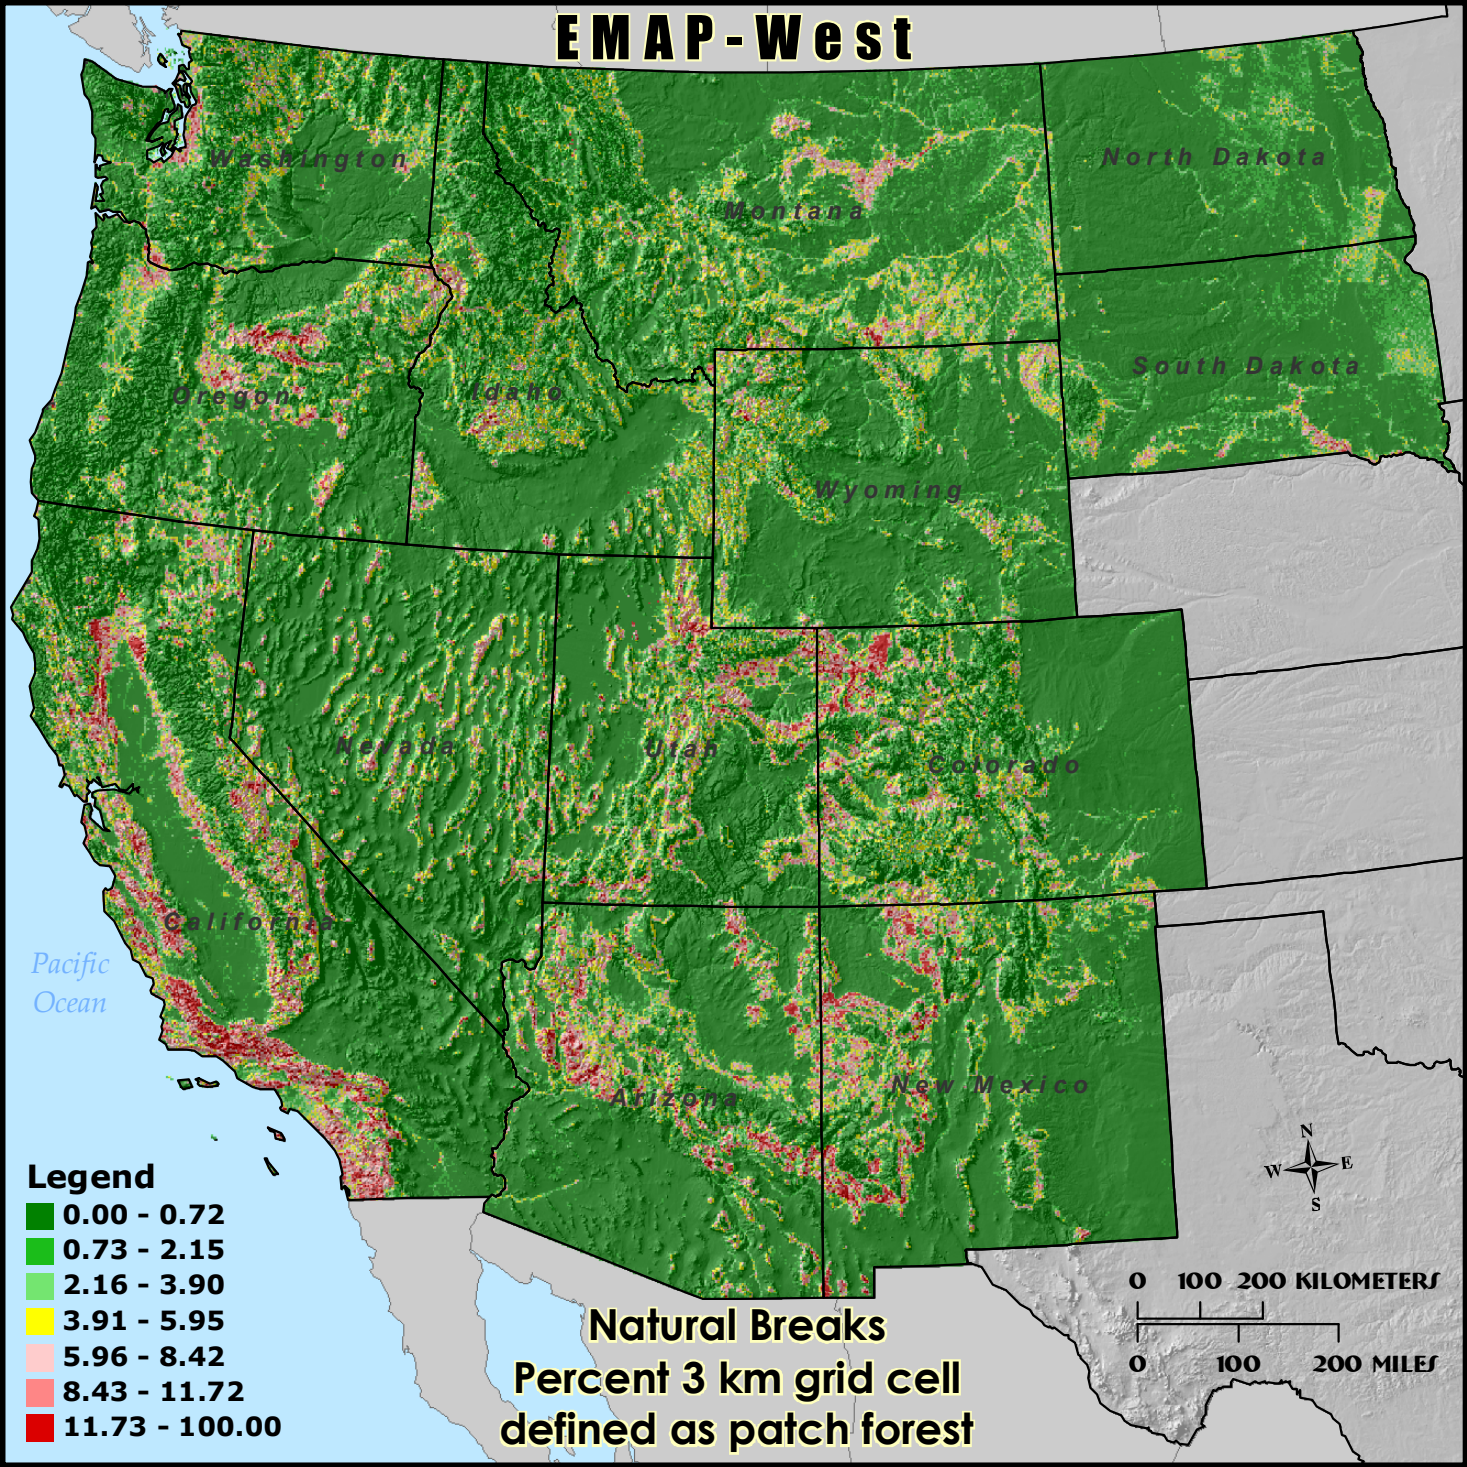 EMAP-West
Washington
North Dakota
Montana
South Dakota
Oregon
Idaho
Wyoming
Nevada
Utah
Colorado
California
Pacific
Ocean
Arizona
New Mexico
N
W E
S
Legend
0.00 - 0.72
0.73 - 2.15
2.16 - 3.90
3.91 - 5.95
5.96 - 8.42
8.43 - 11.72
11.73 - 100.00
0 100 200 KILOMETERS
0 100 200 MILES
Natural Breaks
Percent 3 km grid cell
defined as patch forest